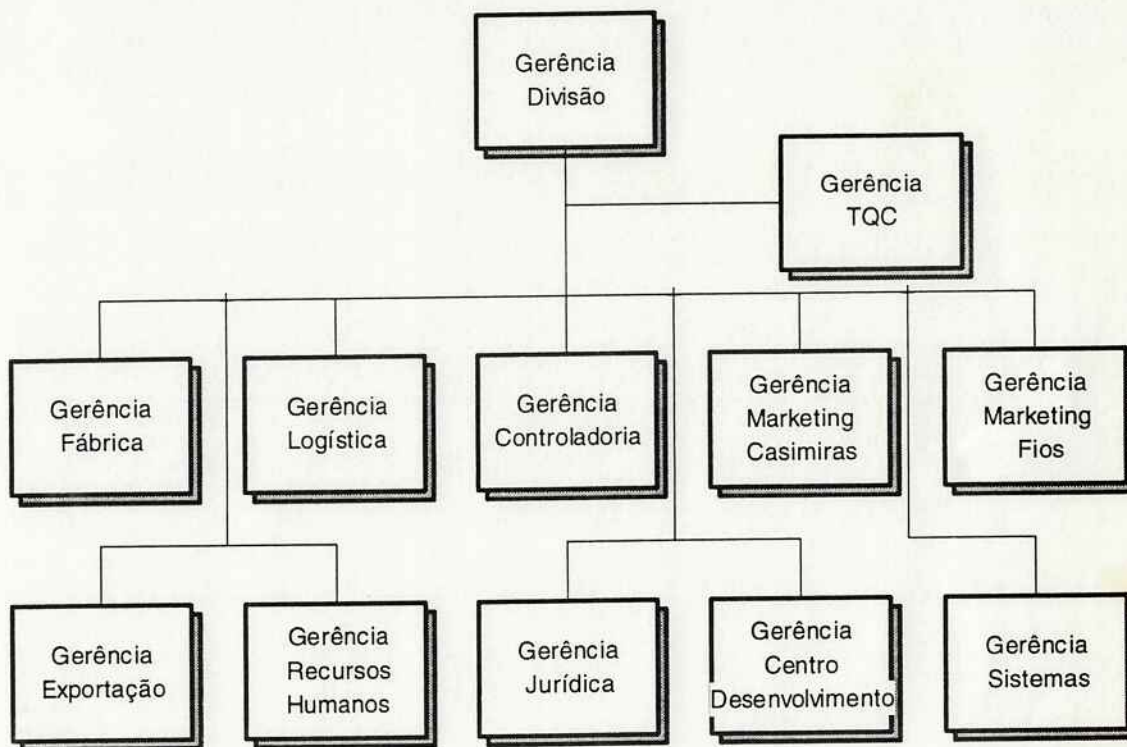 Gerência
Divisão
Gerência
TQC
Gerência
Fábrica
Gerência
Logística
Gerência
Controladoria
Gerência
Marketing
Casimiras
Gerência
Marketing
Fios
Gerência
Exportação
Gerência
Recursos
Humanos
Gerência
Jurídica
Gerência
Centro
Desenvolvimento
Gerência
Sistemas